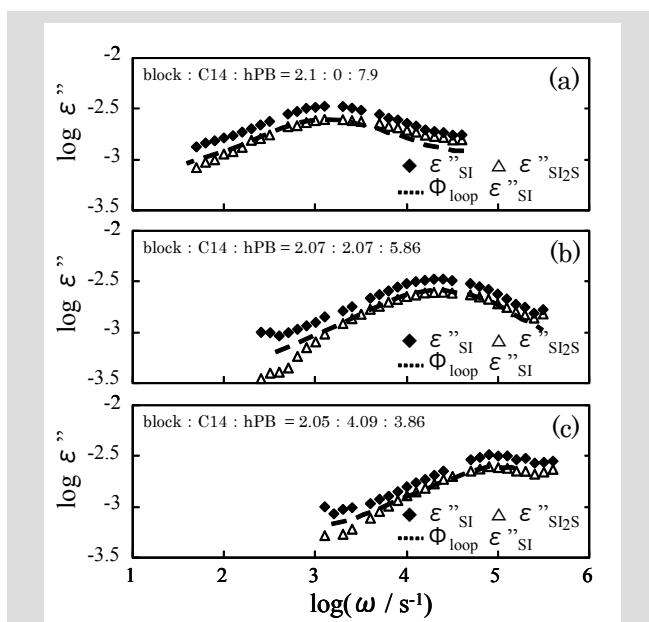 -2
block : C14 : hPB = 2.1 : 0 : 7.9 (a)
-2.5
log ε”
-3
◆ ε”SI △ ε”SI2S
Φloop ε”SI
-3.5
-2
block : C14 : hPB = 2.07 : 2.07 : 5.86 (b)
-2.5
log ε”
-3
◆ ε”SI △ ε”SI2S
Φloop ε”SI
-3.5
-2
block : C14 : hPB = 2.05 : 4.09 : 3.86 (c)
-2.5
log ε”
-3
◆ ε”SI △ ε”SI2S
Φloop ε”SI
-3.5
1 2 3 4 5 6
log(ω / s-1)